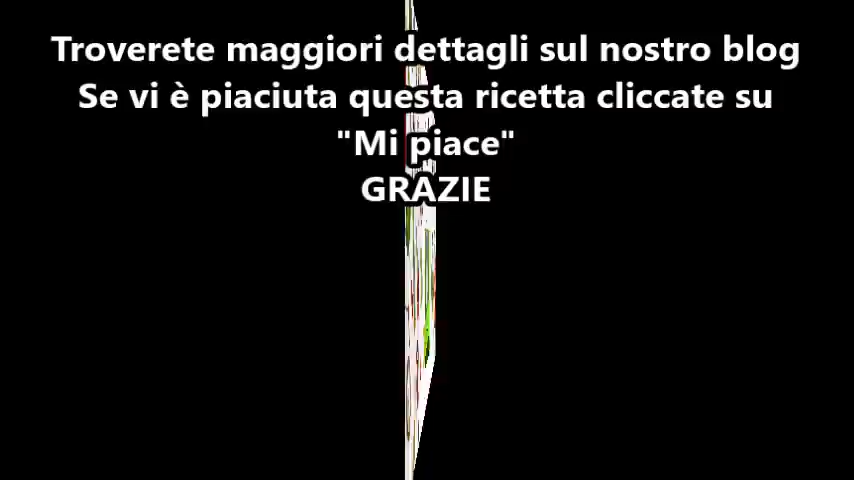 Troverete maggiori dettagli sul nostro blog
Se vi è piaciuta questa ricetta cliccate su
"Mi piace"
GRAZIE